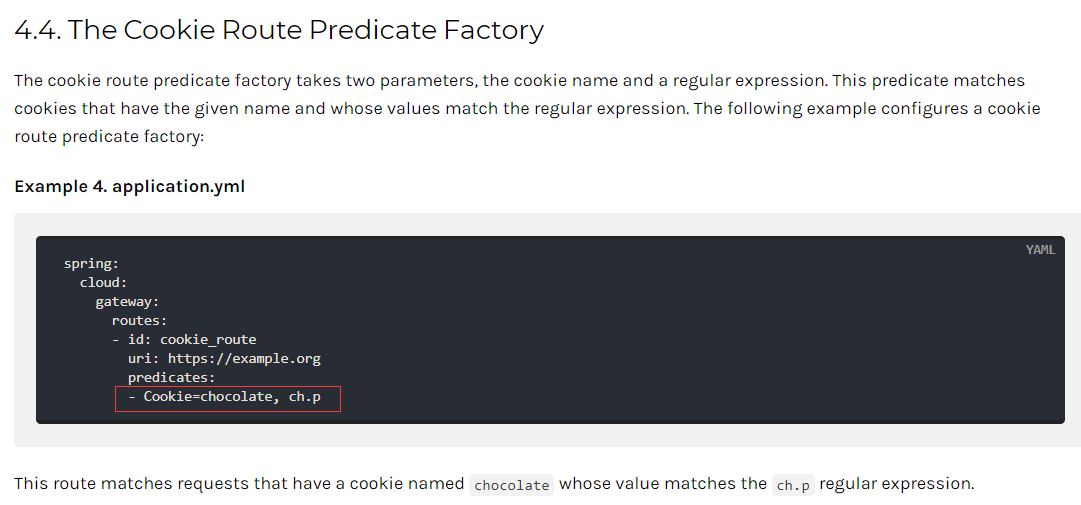 4.4. The Cookie Route Predicate Factory
The cookie route predicate factory takes two parameters, the cookie name and a regular expression. This predicate matches
cookies that have the given name and whose values match the regular expression. The following example configures a cookie
route predicate factory:
Example 4. application.yml
YAML
spring:
  cloud:
    gateway:
      routes:
      - id: cookie_route
        uri: https://example.org
        predicates:
        - Cookie=chocolate, ch.p
This route matches requests that have a cookie named chocolate whose value matches the ch.p regular expression.